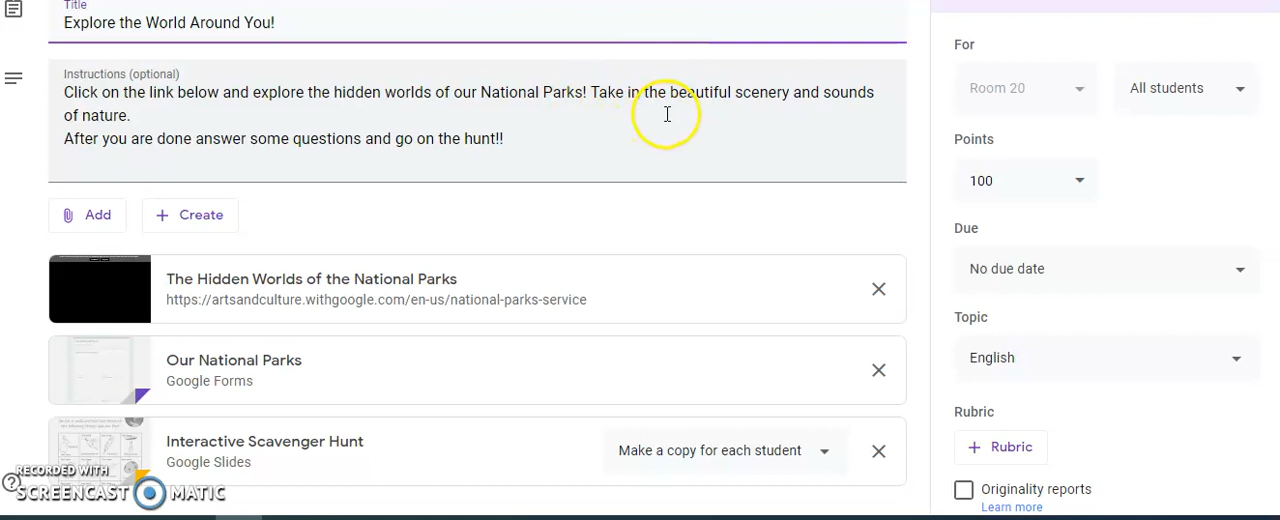 Title
Explore the World Around You!
Instructions (optional)
Click on the link below and explore the hidden worlds of our National Parks! Take in the beautiful scenery and sounds
of nature.
After you are done answer some questions and go on the hunt!!
Add
Create
The Hidden Worlds of the National Parks
https://artsandculture.withgoogle.com/en-us/national-parks-service
Our National Parks
Google Forms
Interactive Scavenger Hunt
Google Slides
Make a copy for each student
For
Room 20
All students
Points
100
Due
No due date
Topic
English
Rubric
Rubric
Originality reports
Learn more
RECORDED WITH
SCREENCAST MATIC